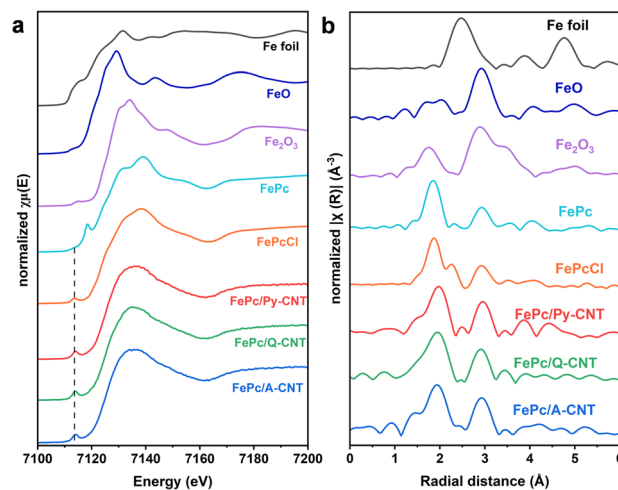 a
Fe foil
FeO
Fe₂O₃
FePc
FePcCl
FePc/Py-CNT
FePc/Q-CNT
FePc/A-CNT
normalized χμ(E)
7100 7120 7140 7160 7180 7200
Energy (eV)
b
Fe foil
FeO
Fe₂O₃
FePc
FePcCl
FePc/Py-CNT
FePc/Q-CNT
FePc/A-CNT
normalized |χ (R)| (Å⁻³)
0 1 2 3 4 5 6
Radial distance (Å)